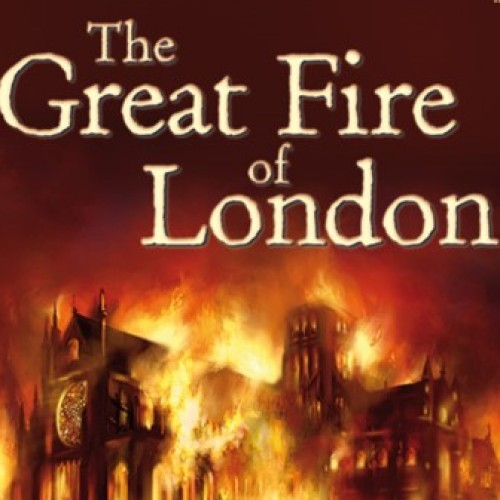 The
Great Fire
of
London